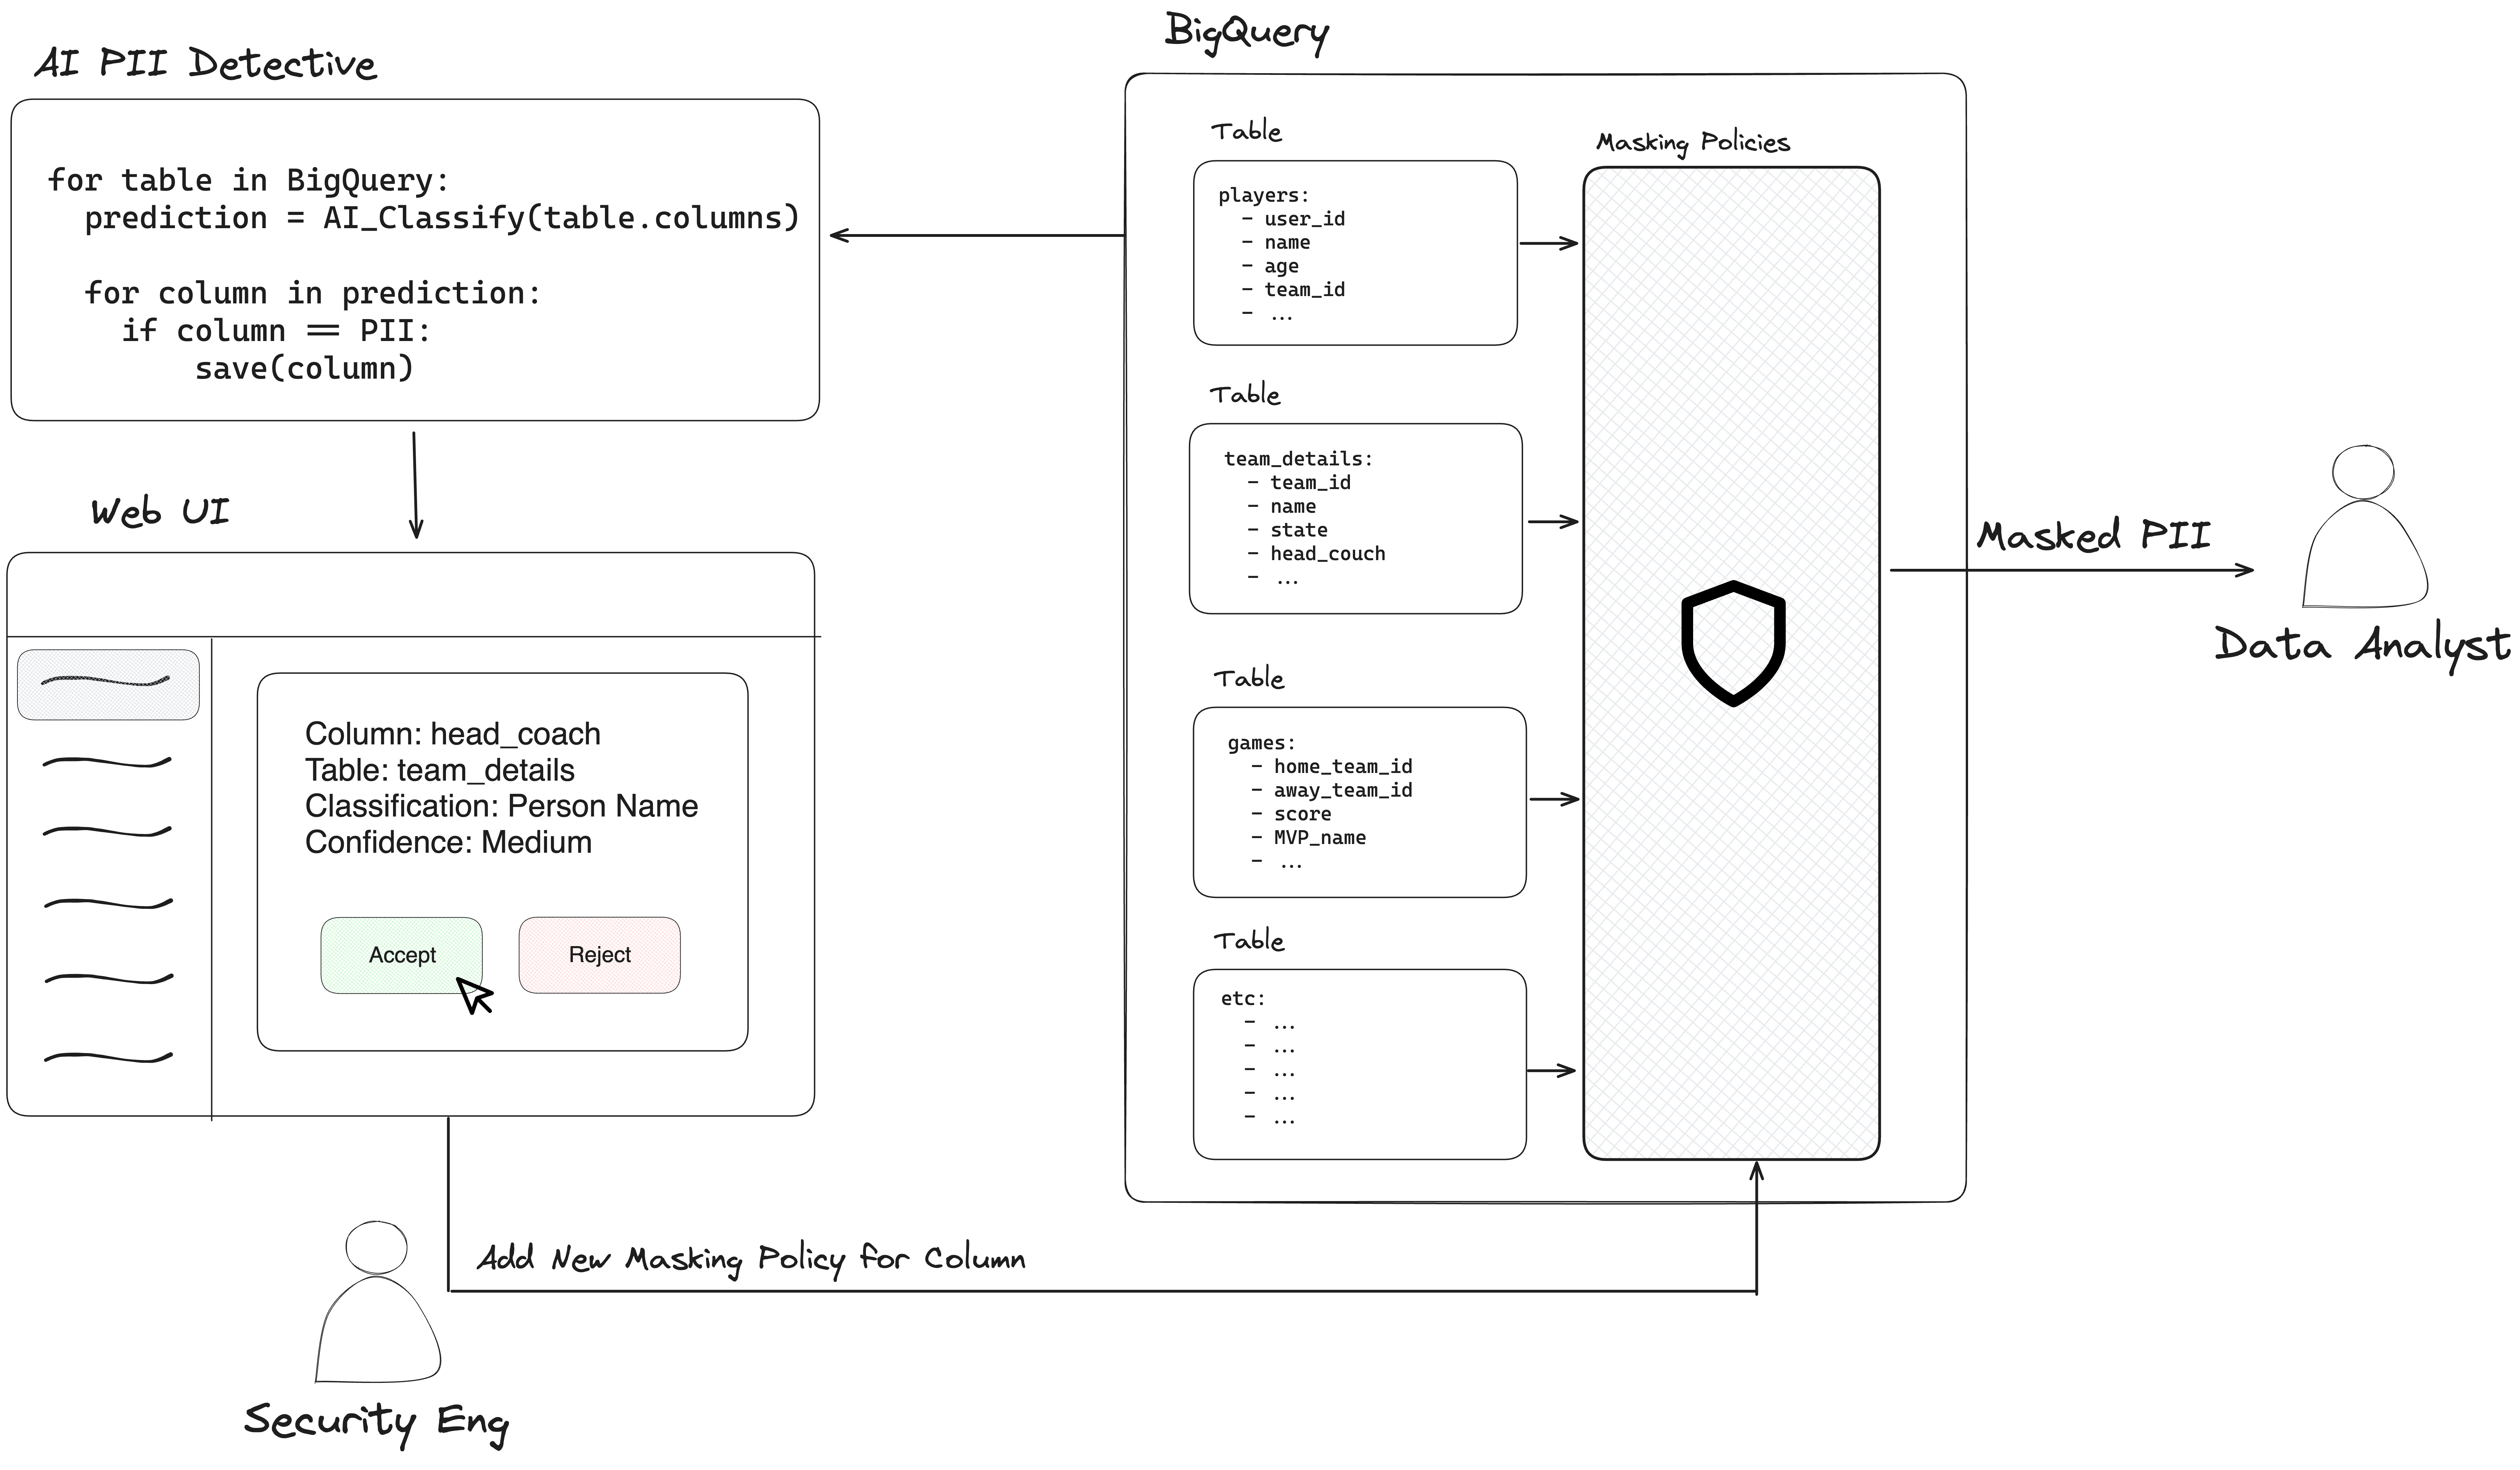 AI PII Detective
for table in BigQuery:
prediction = AI_Classify(table.columns)
for column in prediction:
if column == PII:
save(column)
Web UI
Column: head_coach
Table: team_details
Classification: Person Name
Confidence: Medium
Accept
Reject
Security Eng
Add New Masking Policy for Column
BigQuery
Table
players:
- user_id
- name
- age
- team_id
- ...
Table
team_details:
- team_id
- name
- state
- head_couch
- ...
Table
games:
- home_team_id
- away_team_id
- score
- MVP_name
- ...
Table
etc:
- ...
- ...
- ...
- ...
- ...
Masking Policies
Masked PII
Data Analyst